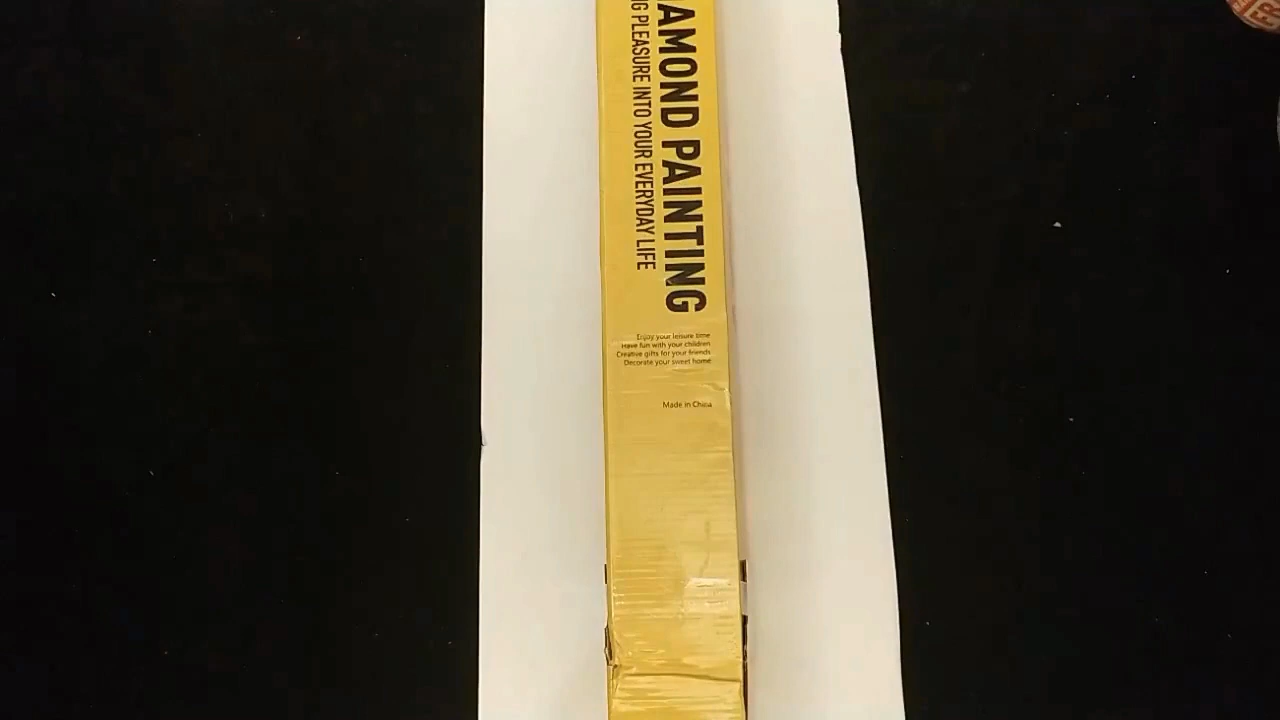 AMOND PAINTING
G PLEASURE INTO YOUR EVERYDAY LIFE
Enjoy your leisure time
Have fun with your children
Creative gifts for your friends
Decorate your sweet home
Made in China
FR